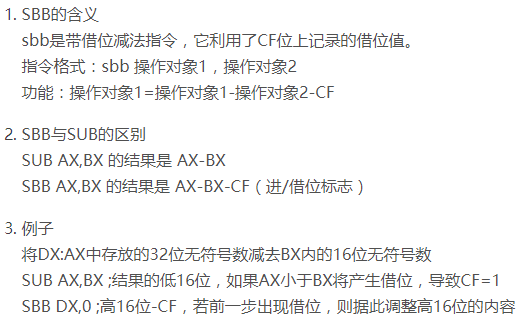 1. SBB的含义
sbb是带借位减法指令，它利用了CF位上记录的借位值。
指令格式：sbb 操作对象1，操作对象2
功能：操作对象1=操作对象1-操作对象2-CF
2. SBB与SUB的区别
SUB AX,BX 的结果是 AX-BX
SBB AX,BX 的结果是 AX-BX-CF（进/借位标志）
3. 例子
将DX:AX中存放的32位无符号数减去BX内的16位无符号数
SUB AX,BX ;结果的低16位，如果AX小于BX将产生借位，导致CF=1
SBB DX,0 ;高16位-CF，若前一步出现借位，则据此调整高16位的内容